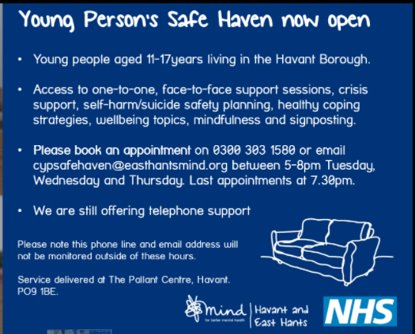 Young Person's Safe Haven now open
• Young people aged 11-17years living in the Havant Borough.
• Access to one-to-one, face-to-face support sessions, crisis
support, self-harm/suicide safety planning, healthy coping
strategies, wellbeing topics, mindfulness and signposting.
• Please book an appointment on 0300 303 1580 or email
cypsafehaven@easthantsmind.org between 5-8pm Tuesday,
Wednesday and Thursday. Last appointments at 7.30pm.
• We are still offering telephone support
Please note this phone line and email address will
not be monitored outside of these hours.
Service delivered at The Pallant Centre, Havant.
PO9 1BE.
mind
for better mental health
Havant and
East Hants
NHS